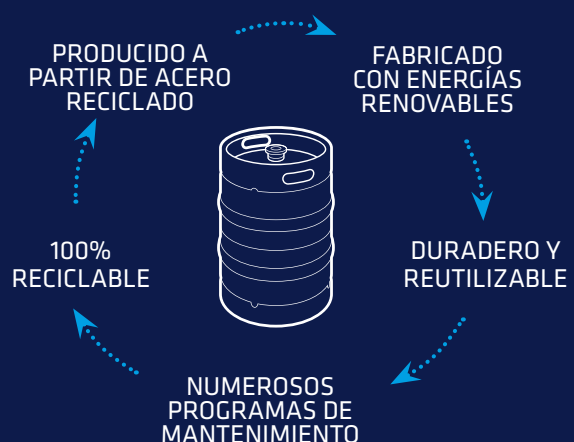 PRODUCIDO A
PARTIR DE ACERO
RECICLADO
FABRICADO
CON ENERGÍAS
RENOVABLES
DURADERO Y
REUTILIZABLE
NUMEROSOS
PROGRAMAS DE
MANTENIMIENTO
100%
RECICLABLE